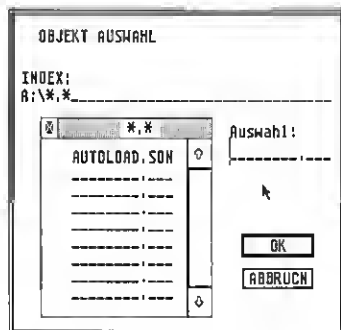 OBJEKT AUSWAHL
INDEX:
A:\*.*
*.*
Auswahl:
AUTOLOAD.SON
OK
ABBRUCH